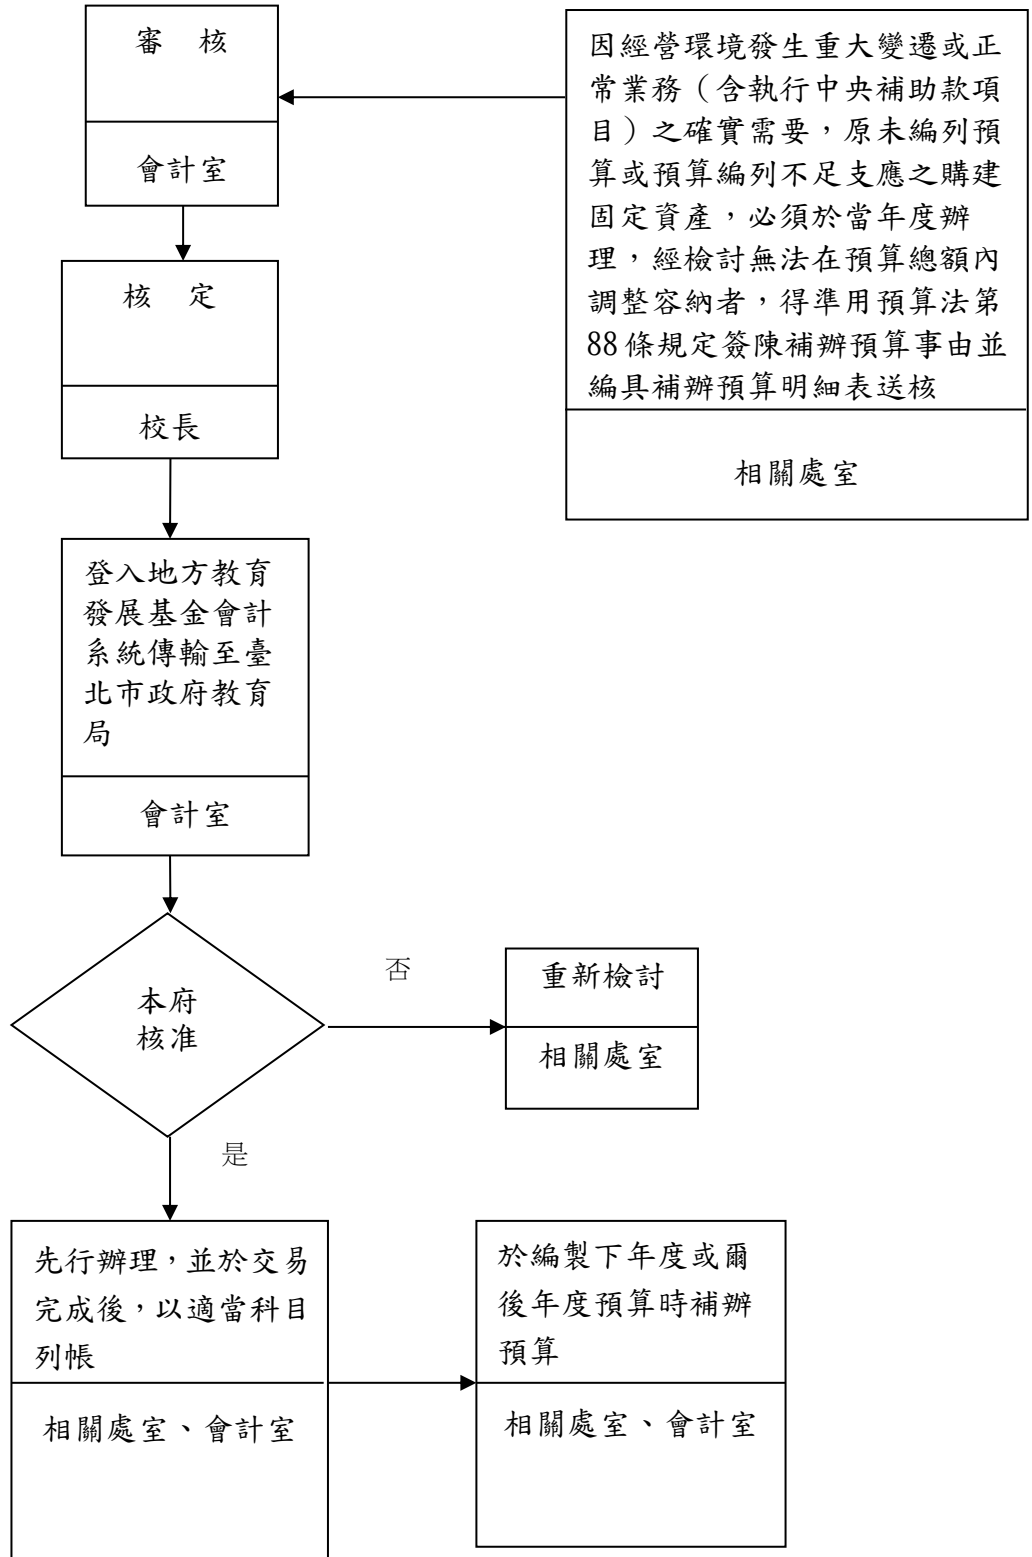 審　核
會計室
因經營環境發生重大變遷或正
常業務（含執行中央補助款項
目）之確實需要，原未編列預
算或預算編列不足支應之購建
固定資產，必須於當年度辦
理，經檢討無法在預算總額內
調整容納者，得準用預算法第
88條規定簽陳補辦預算事由並
編具補辦預算明細表送核
相關處室
核　定
校長
登入地方教育
發展基金會計
系統傳輸至臺
北市政府教育
局
會計室
本府
核准
否
重新檢討
相關處室
是
先行辦理，並於交易
完成後，以適當科目
列帳
相關處室、會計室
於編製下年度或爾
後年度預算時補辦
預算
相關處室、會計室